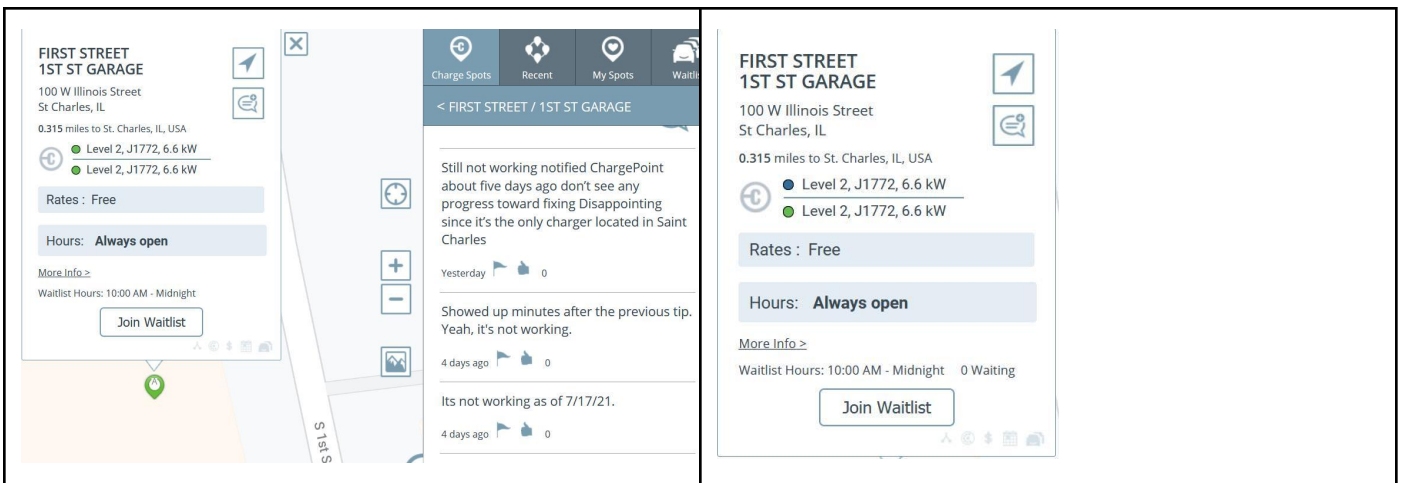 FIRST STREET
1ST ST GARAGE
100 W Illinois Street
St Charles, IL
0.315 miles to St. Charles, IL, USA
Level 2, J1772, 6.6 kW
Level 2, J1772, 6.6 kW
Rates : Free
Hours: Always open
More Info >
Waitlist Hours: 10:00 AM - Midnight
Join Waitlist
S 1st S
Charge Spots
Recent
My Spots
Waitli
< FIRST STREET / 1ST ST GARAGE
Still not working notified ChargePoint
about five days ago don’t see any
progress toward fixing Disappointing
since it’s the only charger located in Saint
Charles
Yesterday 0
Showed up minutes after the previous tip.
Yeah, it's not working.
4 days ago 0
Its not working as of 7/17/21.
4 days ago 0
FIRST STREET
1ST ST GARAGE
100 W Illinois Street
St Charles, IL
0.315 miles to St. Charles, IL, USA
Level 2, J1772, 6.6 kW
Level 2, J1772, 6.6 kW
Rates : Free
Hours: Always open
More Info >
Waitlist Hours: 10:00 AM - Midnight 0 Waiting
Join Waitlist